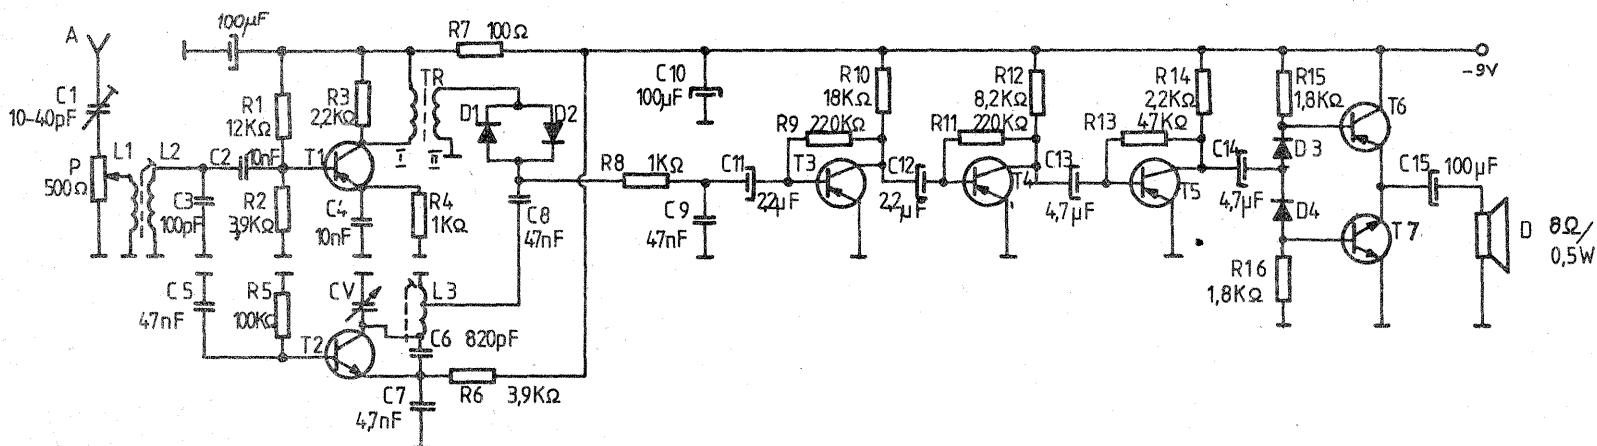 A
C1
10-40pF
P
500Ω
L1
L2
100μF
R1
12KΩ
C2
10nF
C3
100pF
R2
3,9KΩ
R3
2,2KΩ
T1
C4
10nF
R4
1KΩ
TR
I
II
R7 100Ω
D1
D2
C8
47nF
C5
47nF
R5
100KΩ
T2
CV
L3
C6 820pF
C7
4,7nF
R6 3,9KΩ
R8 1KΩ
C9
47nF
C10
100μF
C11
2,2μF
R9 220KΩ
T3
R10
18KΩ
C12
2,2μF
R11 220KΩ
T4
R12
8,2KΩ
C13
4,7μF
R13 47KΩ
T5
R14
2,2KΩ
C14
4,7μF
R15
1,8KΩ
D3
D4
R16
1,8KΩ
T6
T7
C15 100μF
-9V
D 8Ω/
0,5W